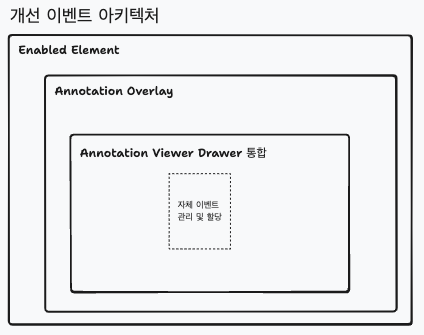 개선 이벤트 아키텍처
Enabled Element
Annotation Overlay
Annotation Viewer Drawer 통합
자체 이벤트
관리 및 할당